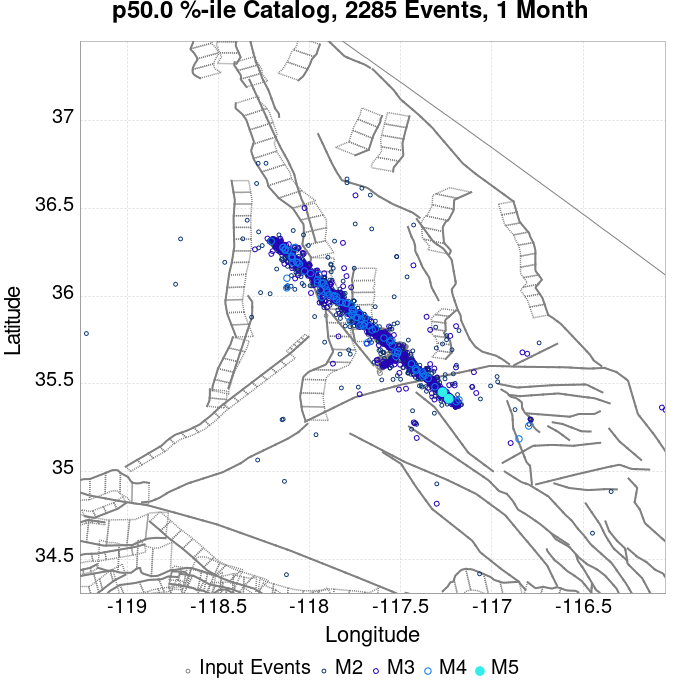 p50.0 %-ile Catalog, 2285 Events, 1 Month
37
36.5
36
35.5
35
34.5
Latitude
-119 -118.5 -118 -117.5 -117 -116.5
Longitude
Input Events M2 M3 M4 M5